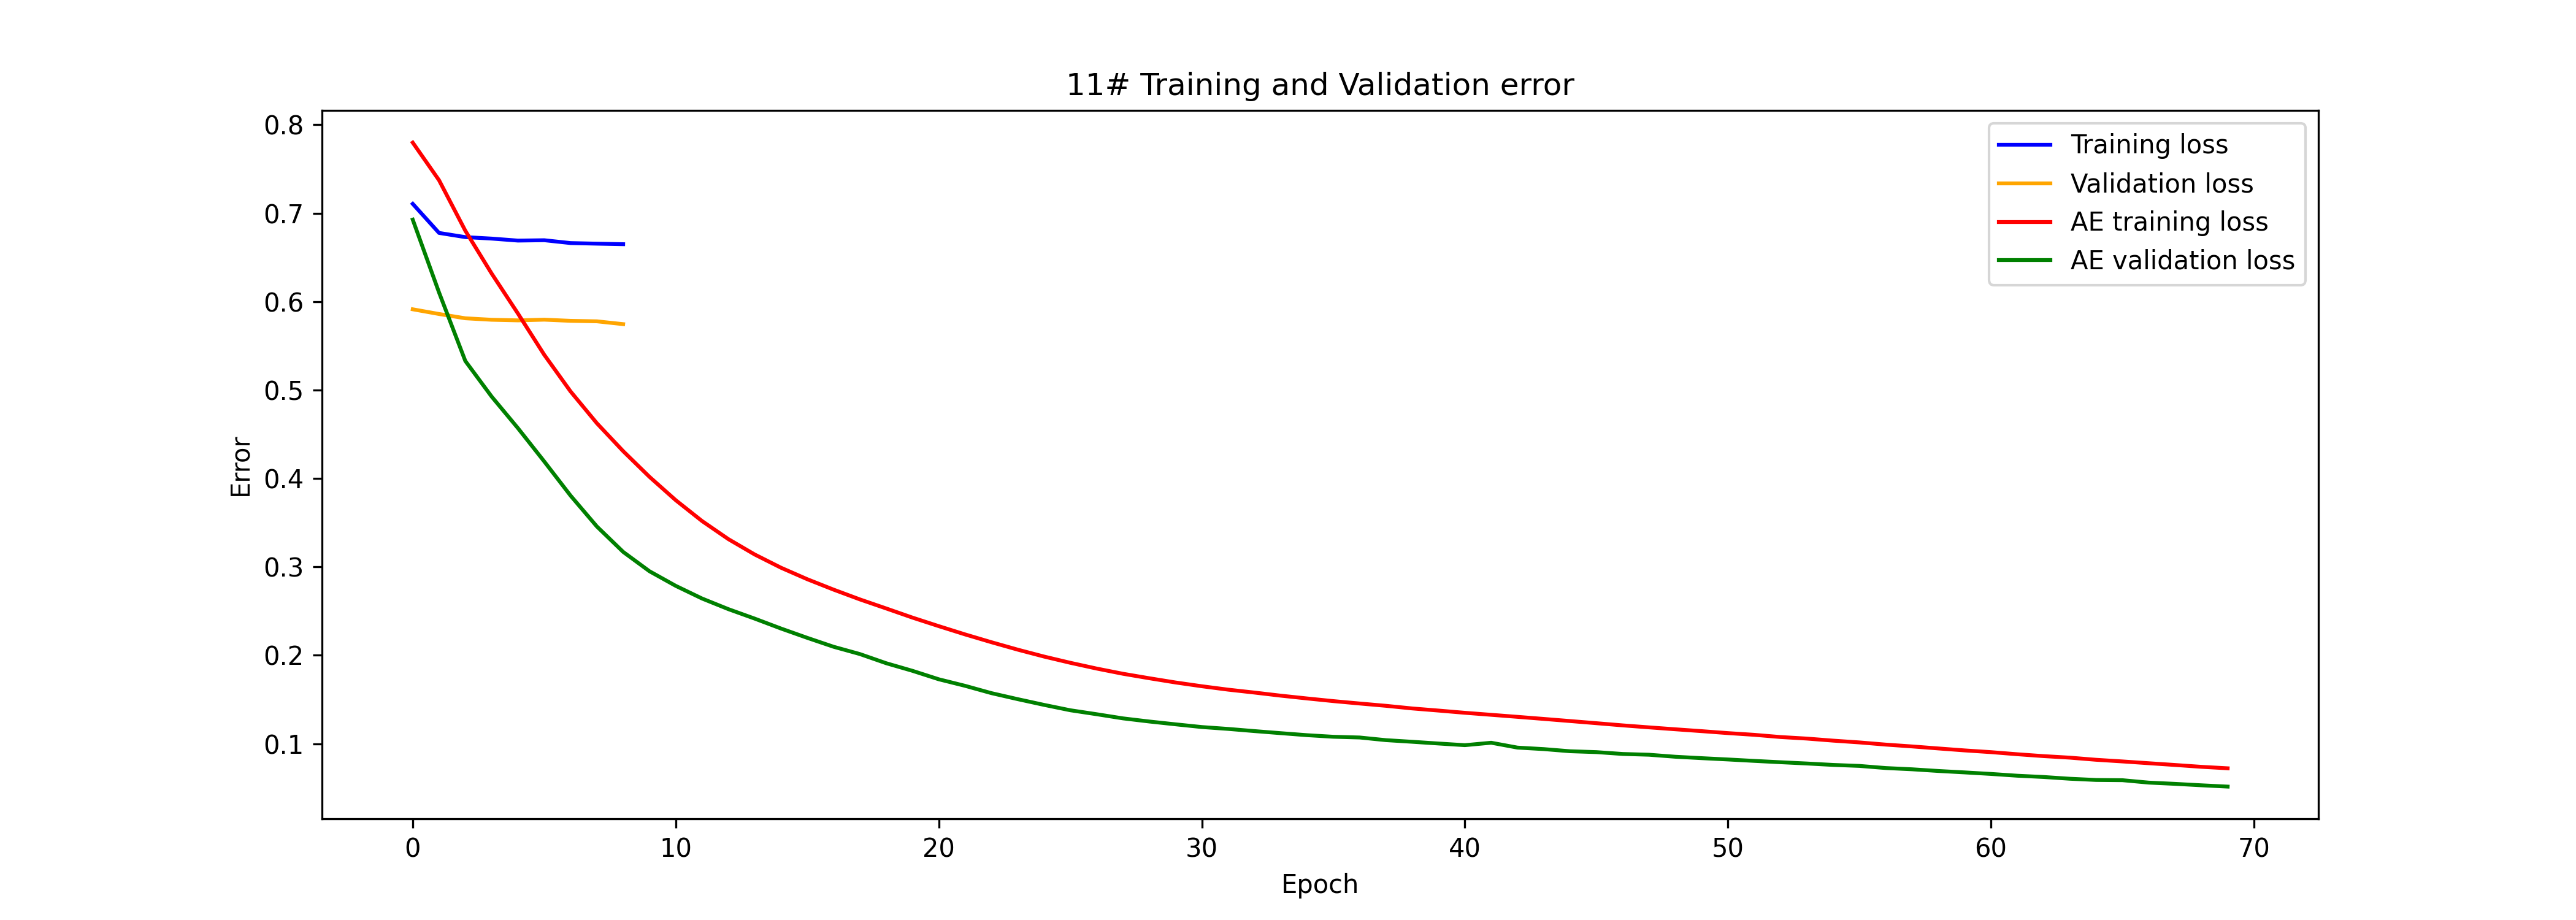 11# Training and Validation error
Training loss
Validation loss
AE training loss
AE validation loss
Error
0.8
0.7
0.6
0.5
0.4
0.3
0.2
0.1
0 10 20 30 40 50 60 70
Epoch